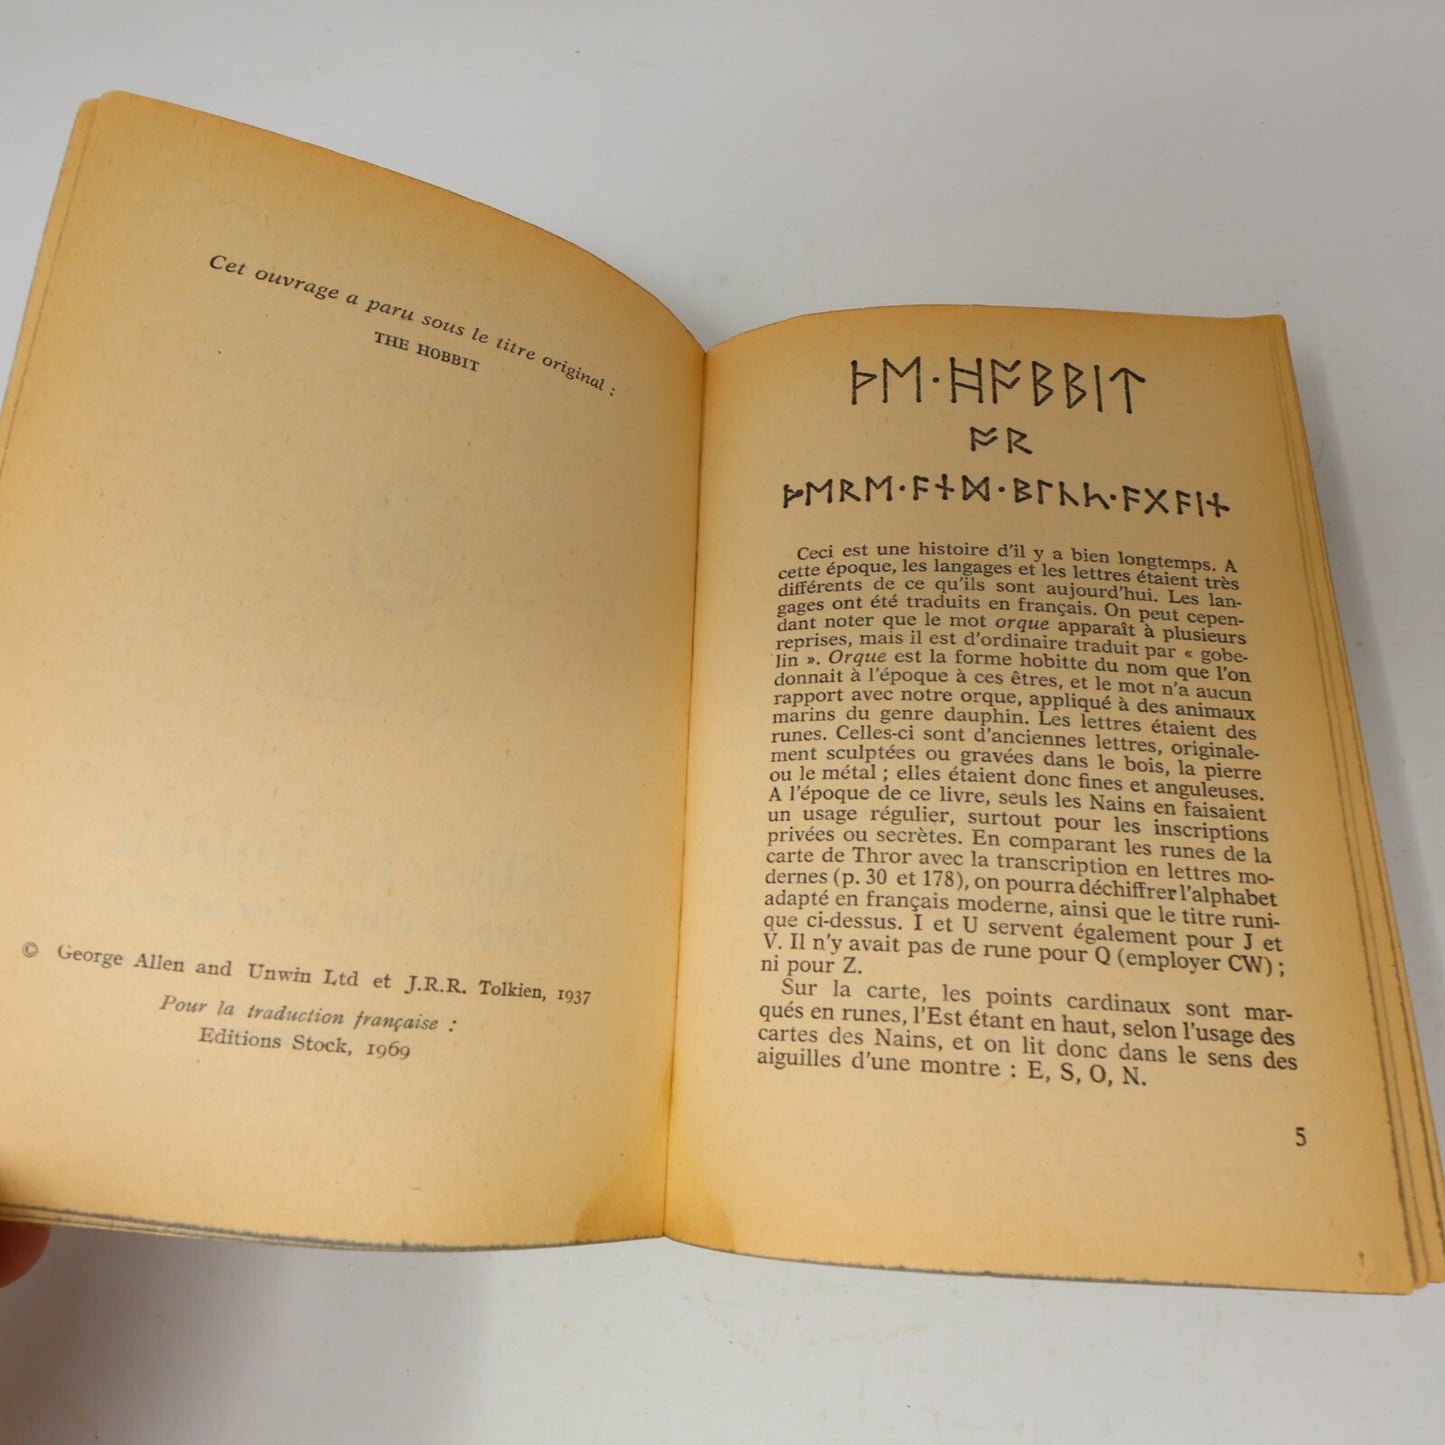 Cet ouvrage a paru sous le titre original :
THE HOBBIT
© George Allen and Unwin Ltd et J.R.R. Tolkien, 1937
Pour la traduction française :
Editions Stock, 1969
ᚦᛖ·ᚻᚩᛒᛒᛁᛏ
ᚩᚱ
ᚦᛖᚱᛖ·ᚪᚾᛞ·ᛒᛚᚣᛋ·ᚪᚷᚪᛁᚾ
Ceci est une histoire d'il y a bien longtemps. A
cette époque, les langages et les lettres étaient très
différents de ce qu'ils sont aujourd'hui. Les lan-
gages ont été traduits en français. On peut cepen-
dant noter que le mot orque apparaît à plusieurs
reprises, mais il est d'ordinaire traduit par « gobe-
lin ». Orque est la forme hobitte du nom que l'on
donnait à l'époque à ces êtres, et le mot n'a aucun
rapport avec notre orque, appliqué à des animaux
marins du genre dauphin. Les lettres étaient des
runes. Celles-ci sont d'anciennes lettres, originale-
ment sculptées ou gravées dans le bois, la pierre
ou le métal ; elles étaient donc fines et anguleuses.
A l'époque de ce livre, seuls les Nains en faisaient
un usage régulier, surtout pour les inscriptions
privées ou secrètes. En comparant les runes de la
carte de Thror avec la transcription en lettres mo-
dernes (p. 30 et 178), on pourra déchiffrer l'alphabet
adapté en français moderne, ainsi que le titre runi-
que ci-dessus. I et U servent également pour J et
V. Il n'y avait pas de rune pour Q (employer CW) ;
ni pour Z.
Sur la carte, les points cardinaux sont mar-
qués en runes, l'Est étant en haut, selon l'usage des
cartes des Nains, et on lit donc dans le sens des
aiguilles d'une montre : E, S, O, N.
5